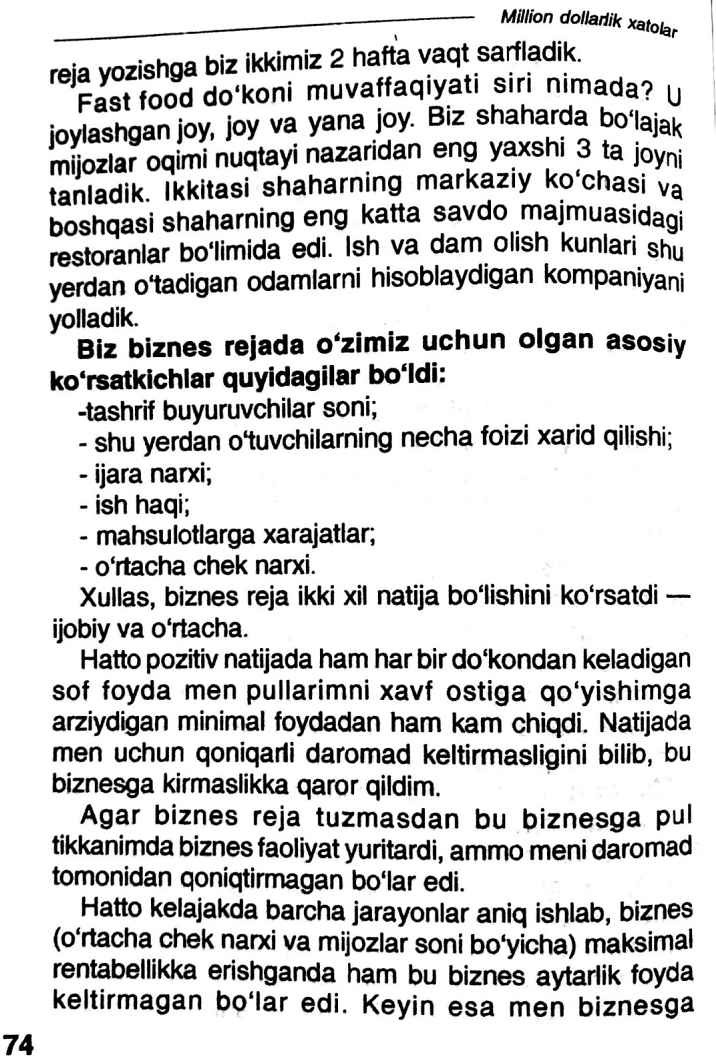 Million dollarlik xatolar
reja yozishga biz ikkimiz 2 hafta vaqt sarfladik.
Fast food do‘koni muvaffaqiyati siri nimada? U
joylashgan joy, joy va yana joy. Biz shaharda bo‘lajak
mijozlar oqimi nuqtayi nazaridan eng yaxshi 3 ta joyni
tanladik. Ikkitasi shaharning markaziy ko‘chasi va
boshqasi shaharning eng katta savdo majmuasidagi
restoranlar bo‘limida edi. Ish va dam olish kunlari shu
yerdan o‘tadigan odamlarni hisoblaydigan kompaniyani
yolladik.
Biz biznes rejada o‘zimiz uchun olgan asosiy
ko‘rsatkichlar quyidagilar bo‘ldi:
-tashrif buyuruvchilar soni;
- shu yerdan o‘tuvchilarning necha foizi xarid qilishi;
- ijara narxi;
- ish haqi;
- mahsulotlarga xarajatlar;
- o‘rtacha chek narxi.
Xullas, biznes reja ikki xil natija bo‘lishini ko‘rsatdi —
ijobiy va o‘rtacha.
Hatto pozitiv natijada ham har bir do‘kondan keladigan
sof foyda men pullarimni xavf ostiga qo‘yishimga
arziydigan minimal foydadan ham kam chiqdi. Natijada
men uchun qoniqarli daromad keltirmasligini bilib, bu
biznesga kirmaslikka qaror qildim.
Agar biznes reja tuzmasdan bu biznesga pul
tikkanimda biznes faoliyat yuritardi, ammo meni daromad
tomonidan qoniqtirmagan bo‘lar edi.
Hatto kelajakda barcha jarayonlar aniq ishlab, biznes
(o‘rtacha chek narxi va mijozlar soni bo‘yicha) maksimal
rentabellikka erishganda ham bu biznes aytarlik foyda
keltirmagan bo‘lar edi. Keyin esa men biznesga
74